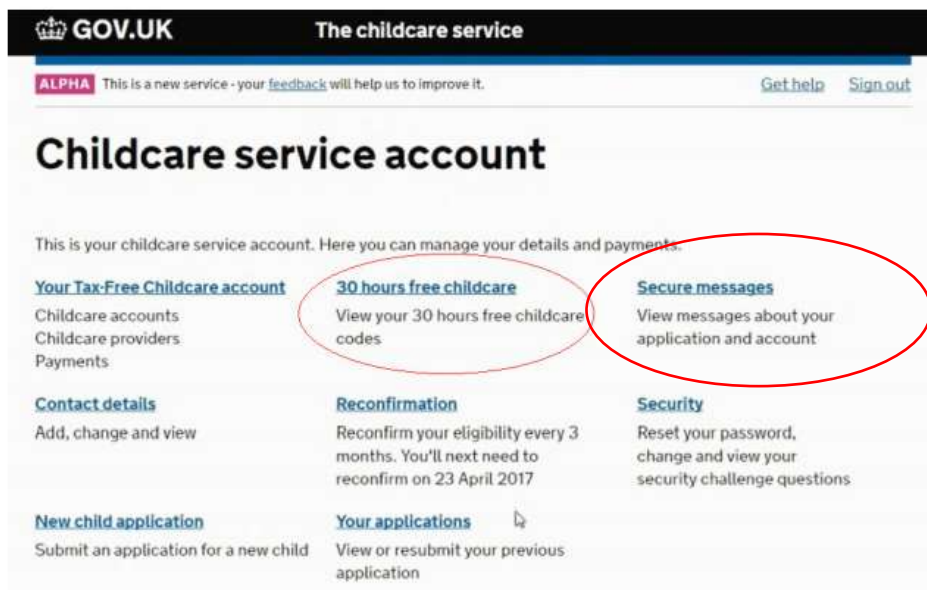 GOV.UK The childcare service
ALPHA This is a new service - your feedback will help us to improve it. Get help Sign out
Childcare service account
This is your childcare service account. Here you can manage your details and payments.
Your Tax-Free Childcare account
Childcare accounts
Childcare providers
Payments
30 hours free childcare
View your 30 hours free childcare
codes
Secure messages
View messages about your
application and account
Contact details
Add, change and view
Reconfirmation
Reconfirm your eligibility every 3
months. You'll next need to
reconfirm on 23 April 2017
Security
Reset your password,
change and view your
security challenge questions
New child application
Submit an application for a new child
Your applications
View or resubmit your previous
application